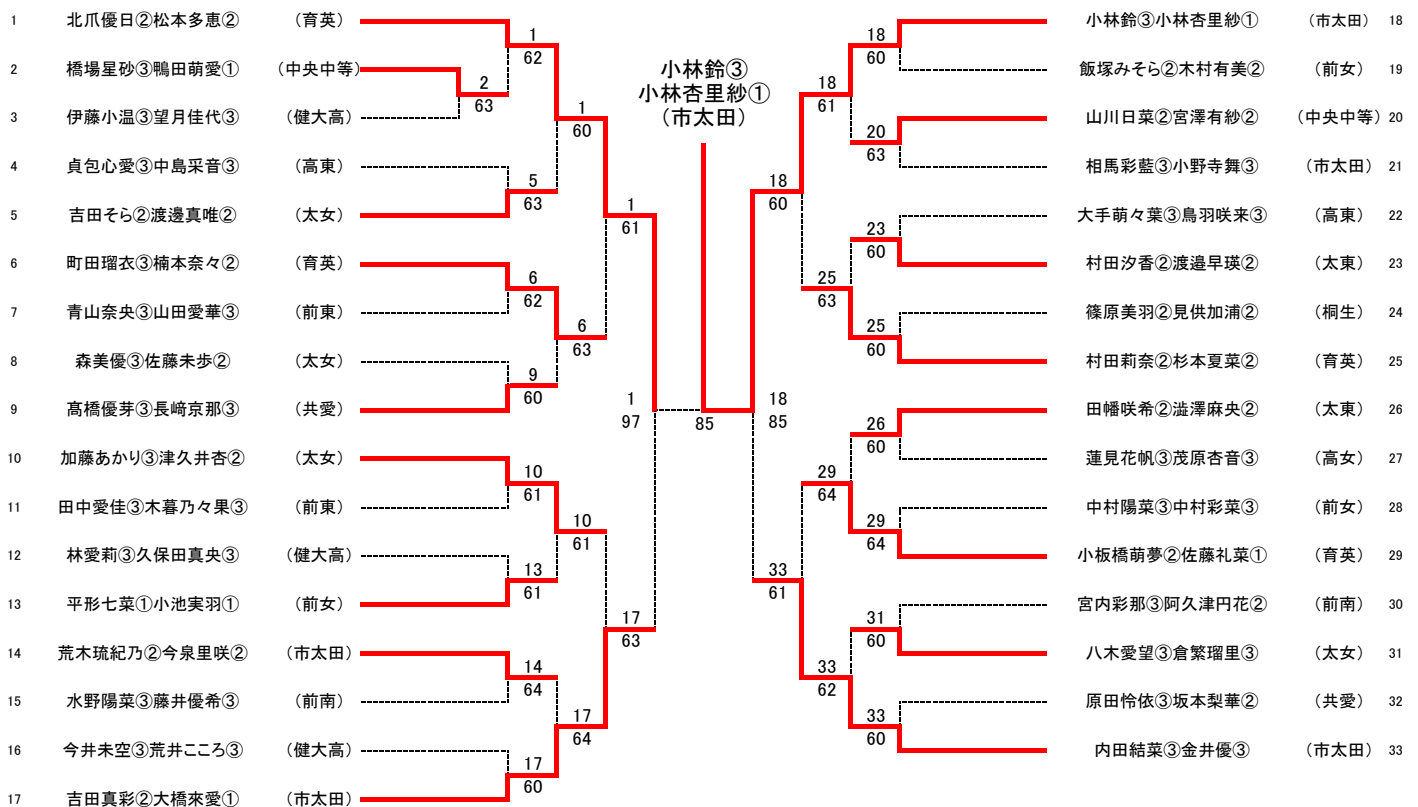 1 北爪優日②松本多恵② (育英)
2 橋場星砂③鴨田萌愛① (中央中等)
3 伊藤小温③望月佳代③ (健大高)
4 貞包心愛③中島采音③ (高東)
5 吉田そら②渡邊真唯② (太女)
6 町田瑠衣③楠本奈々② (育英)
7 青山奈央③山田愛華③ (前東)
8 森美優③佐藤未歩② (太女)
9 髙橋優芽③長﨑京那③ (共愛)
10 加藤あかり③津久井杏② (太女)
11 田中愛佳③木暮乃々果③ (前東)
12 林愛莉③久保田真央③ (健大高)
13 平形七菜①小池実羽① (前女)
14 荒木琉紀乃②今泉里咲② (市太田)
15 水野陽菜③藤井優希③ (前南)
16 今井未空③荒井こころ③ (健大高)
17 吉田真彩②大橋來愛① (市太田)
1
62
2
63
5
63
6
62
9
60
10
61
13
61
14
64
17
60
1
60
6
63
10
61
17
64
1
61
17
63
1
97
小林鈴③
小林杏里紗①
(市太田)
85
18
85
18
60
33
61
18
61
25
63
29
64
33
62
18
60
20
63
23
60
25
60
26
60
29
64
31
60
33
60
小林鈴③小林杏里紗① (市太田) 18
飯塚みそら②木村有美② (前女) 19
山川日菜②宮澤有紗② (中央中等) 20
相馬彩藍③小野寺舞③ (市太田) 21
大手萌々葉③鳥羽咲来③ (高東) 22
村田汐香②渡邉早瑛② (太東) 23
篠原美羽②見供加浦② (桐生) 24
村田莉奈②杉本夏菜② (育英) 25
田幡咲希②澁澤麻央② (太東) 26
蓮見花帆③茂原杏音③ (高女) 27
中村陽菜③中村彩菜③ (前女) 28
小板橋萌夢②佐藤礼菜① (育英) 29
宮内彩那③阿久津円花② (前南) 30
八木愛望③倉繁瑠里③ (太女) 31
原田怜依③坂本梨華② (共愛) 32
内田結菜③金井優③ (市太田) 33